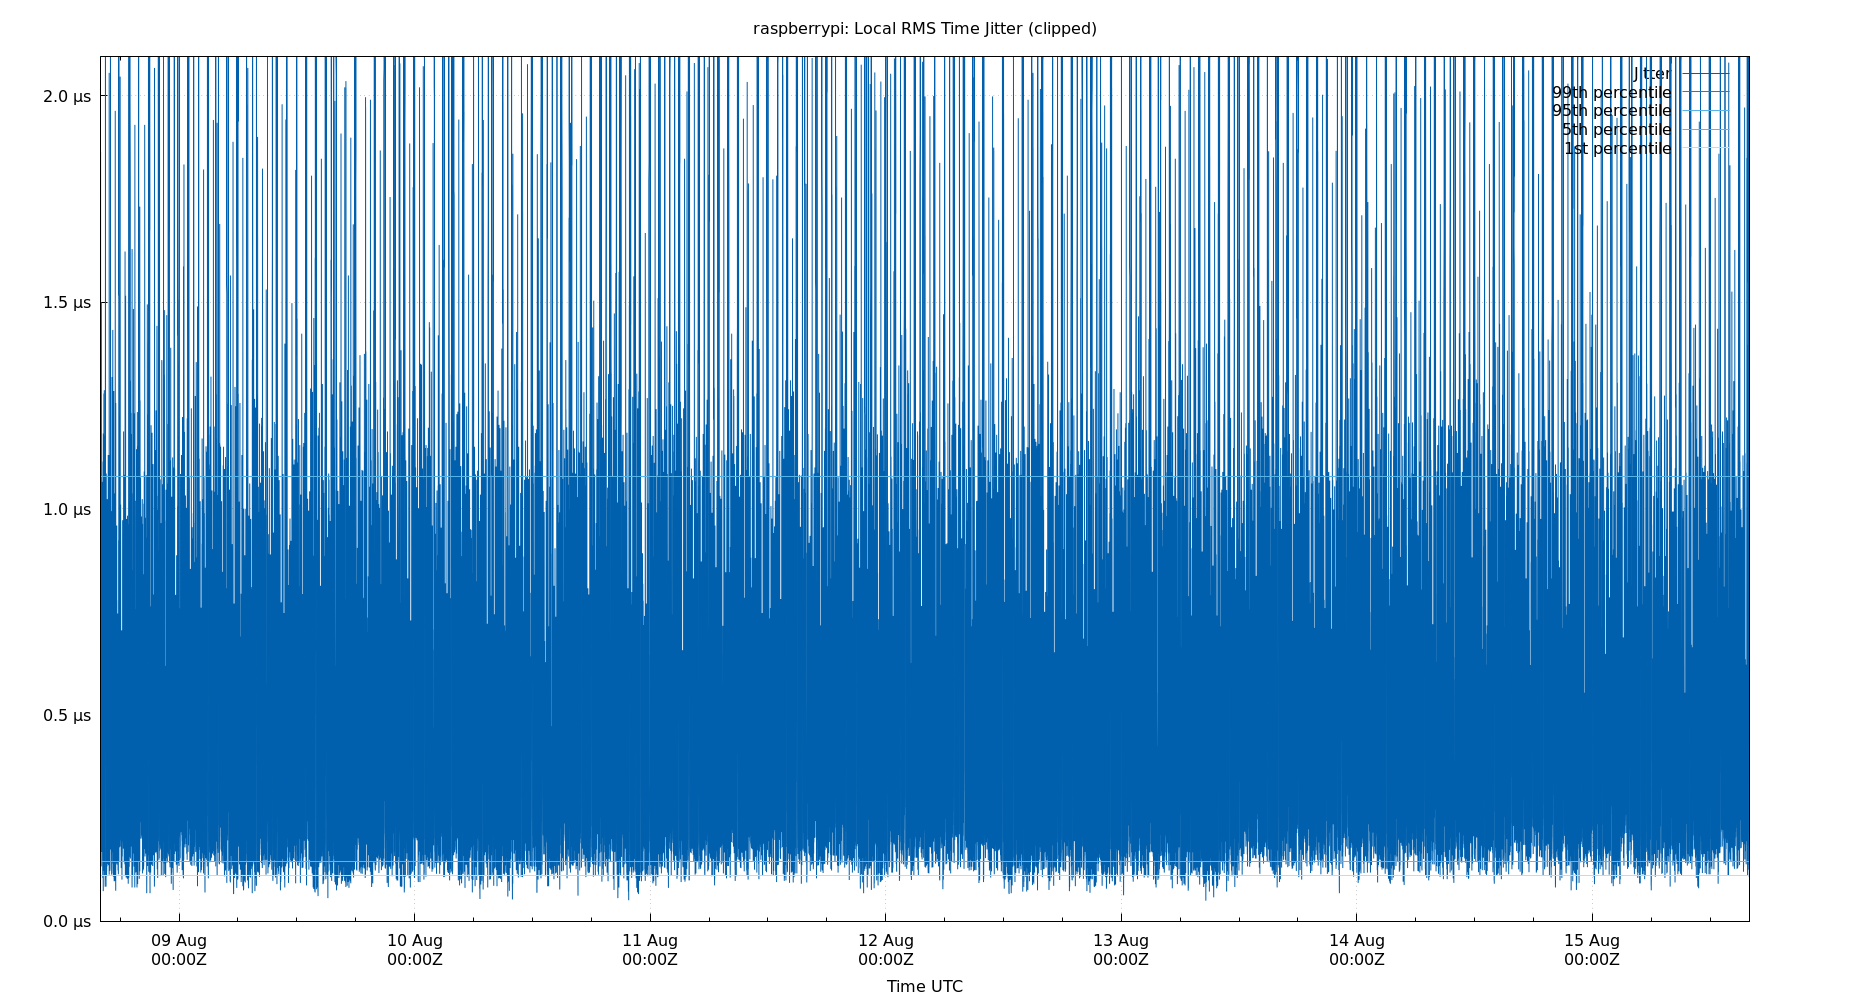 raspberrypi: Local RMS Time Jitter (clipped)
2.0 μs
1.5 μs
1.0 μs
0.5 μs
0.0 μs
Jitter
99th percentile
95th percentile
5th percentile
1st percentile
09 Aug 10 Aug 11 Aug 12 Aug 13 Aug 14 Aug 15 Aug
00:00Z 00:00Z 00:00Z 00:00Z 00:00Z 00:00Z 00:00Z
Time UTC